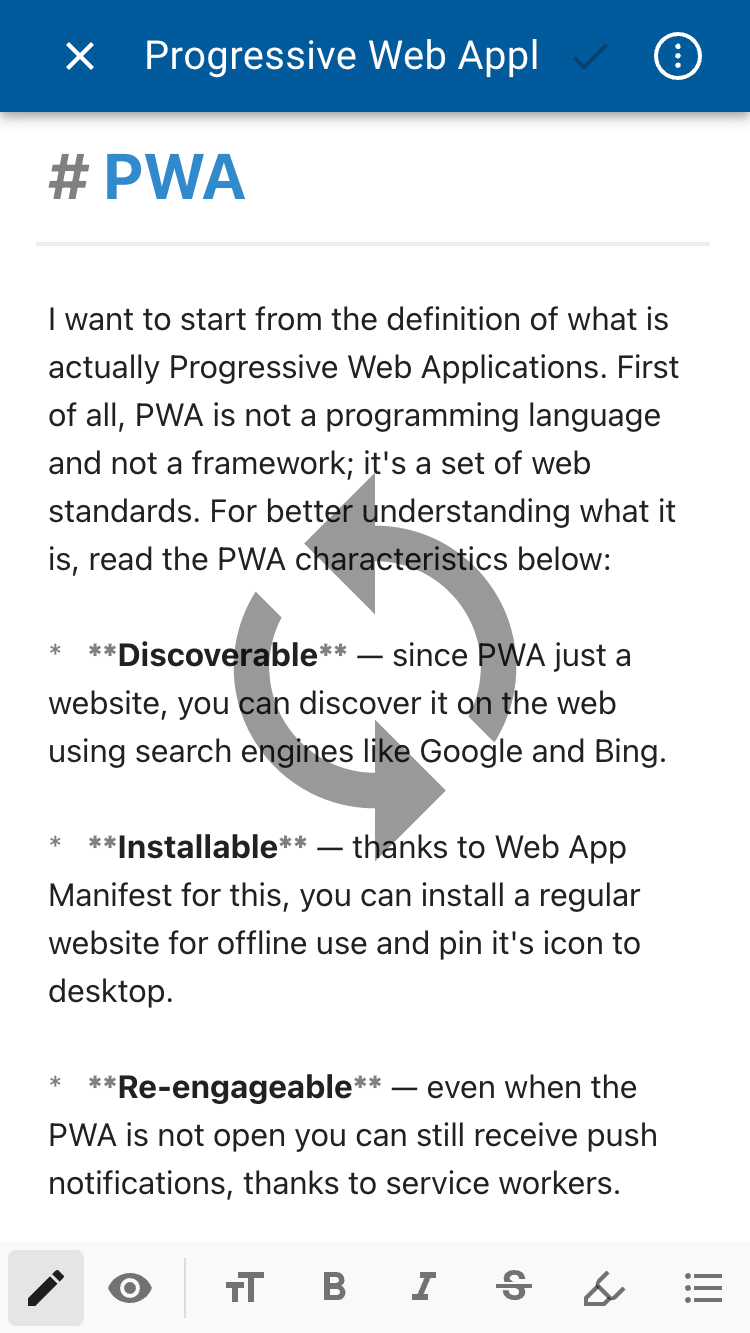 Progressive Web Appl
# PWA
I want to start from the definition of what is
actually Progressive Web Applications. First
of all, PWA is not a programming language
and not a framework; it's a set of web
standards. For better understanding what it
is, read the PWA characteristics below:
* **Discoverable** — since PWA just a
website, you can discover it on the web
using search engines like Google and Bing.
* **Installable** — thanks to Web App
Manifest for this, you can install a regular
website for offline use and pin it's icon to
desktop.
* **Re-engageable** — even when the
PWA is not open you can still receive push
notifications, thanks to service workers.